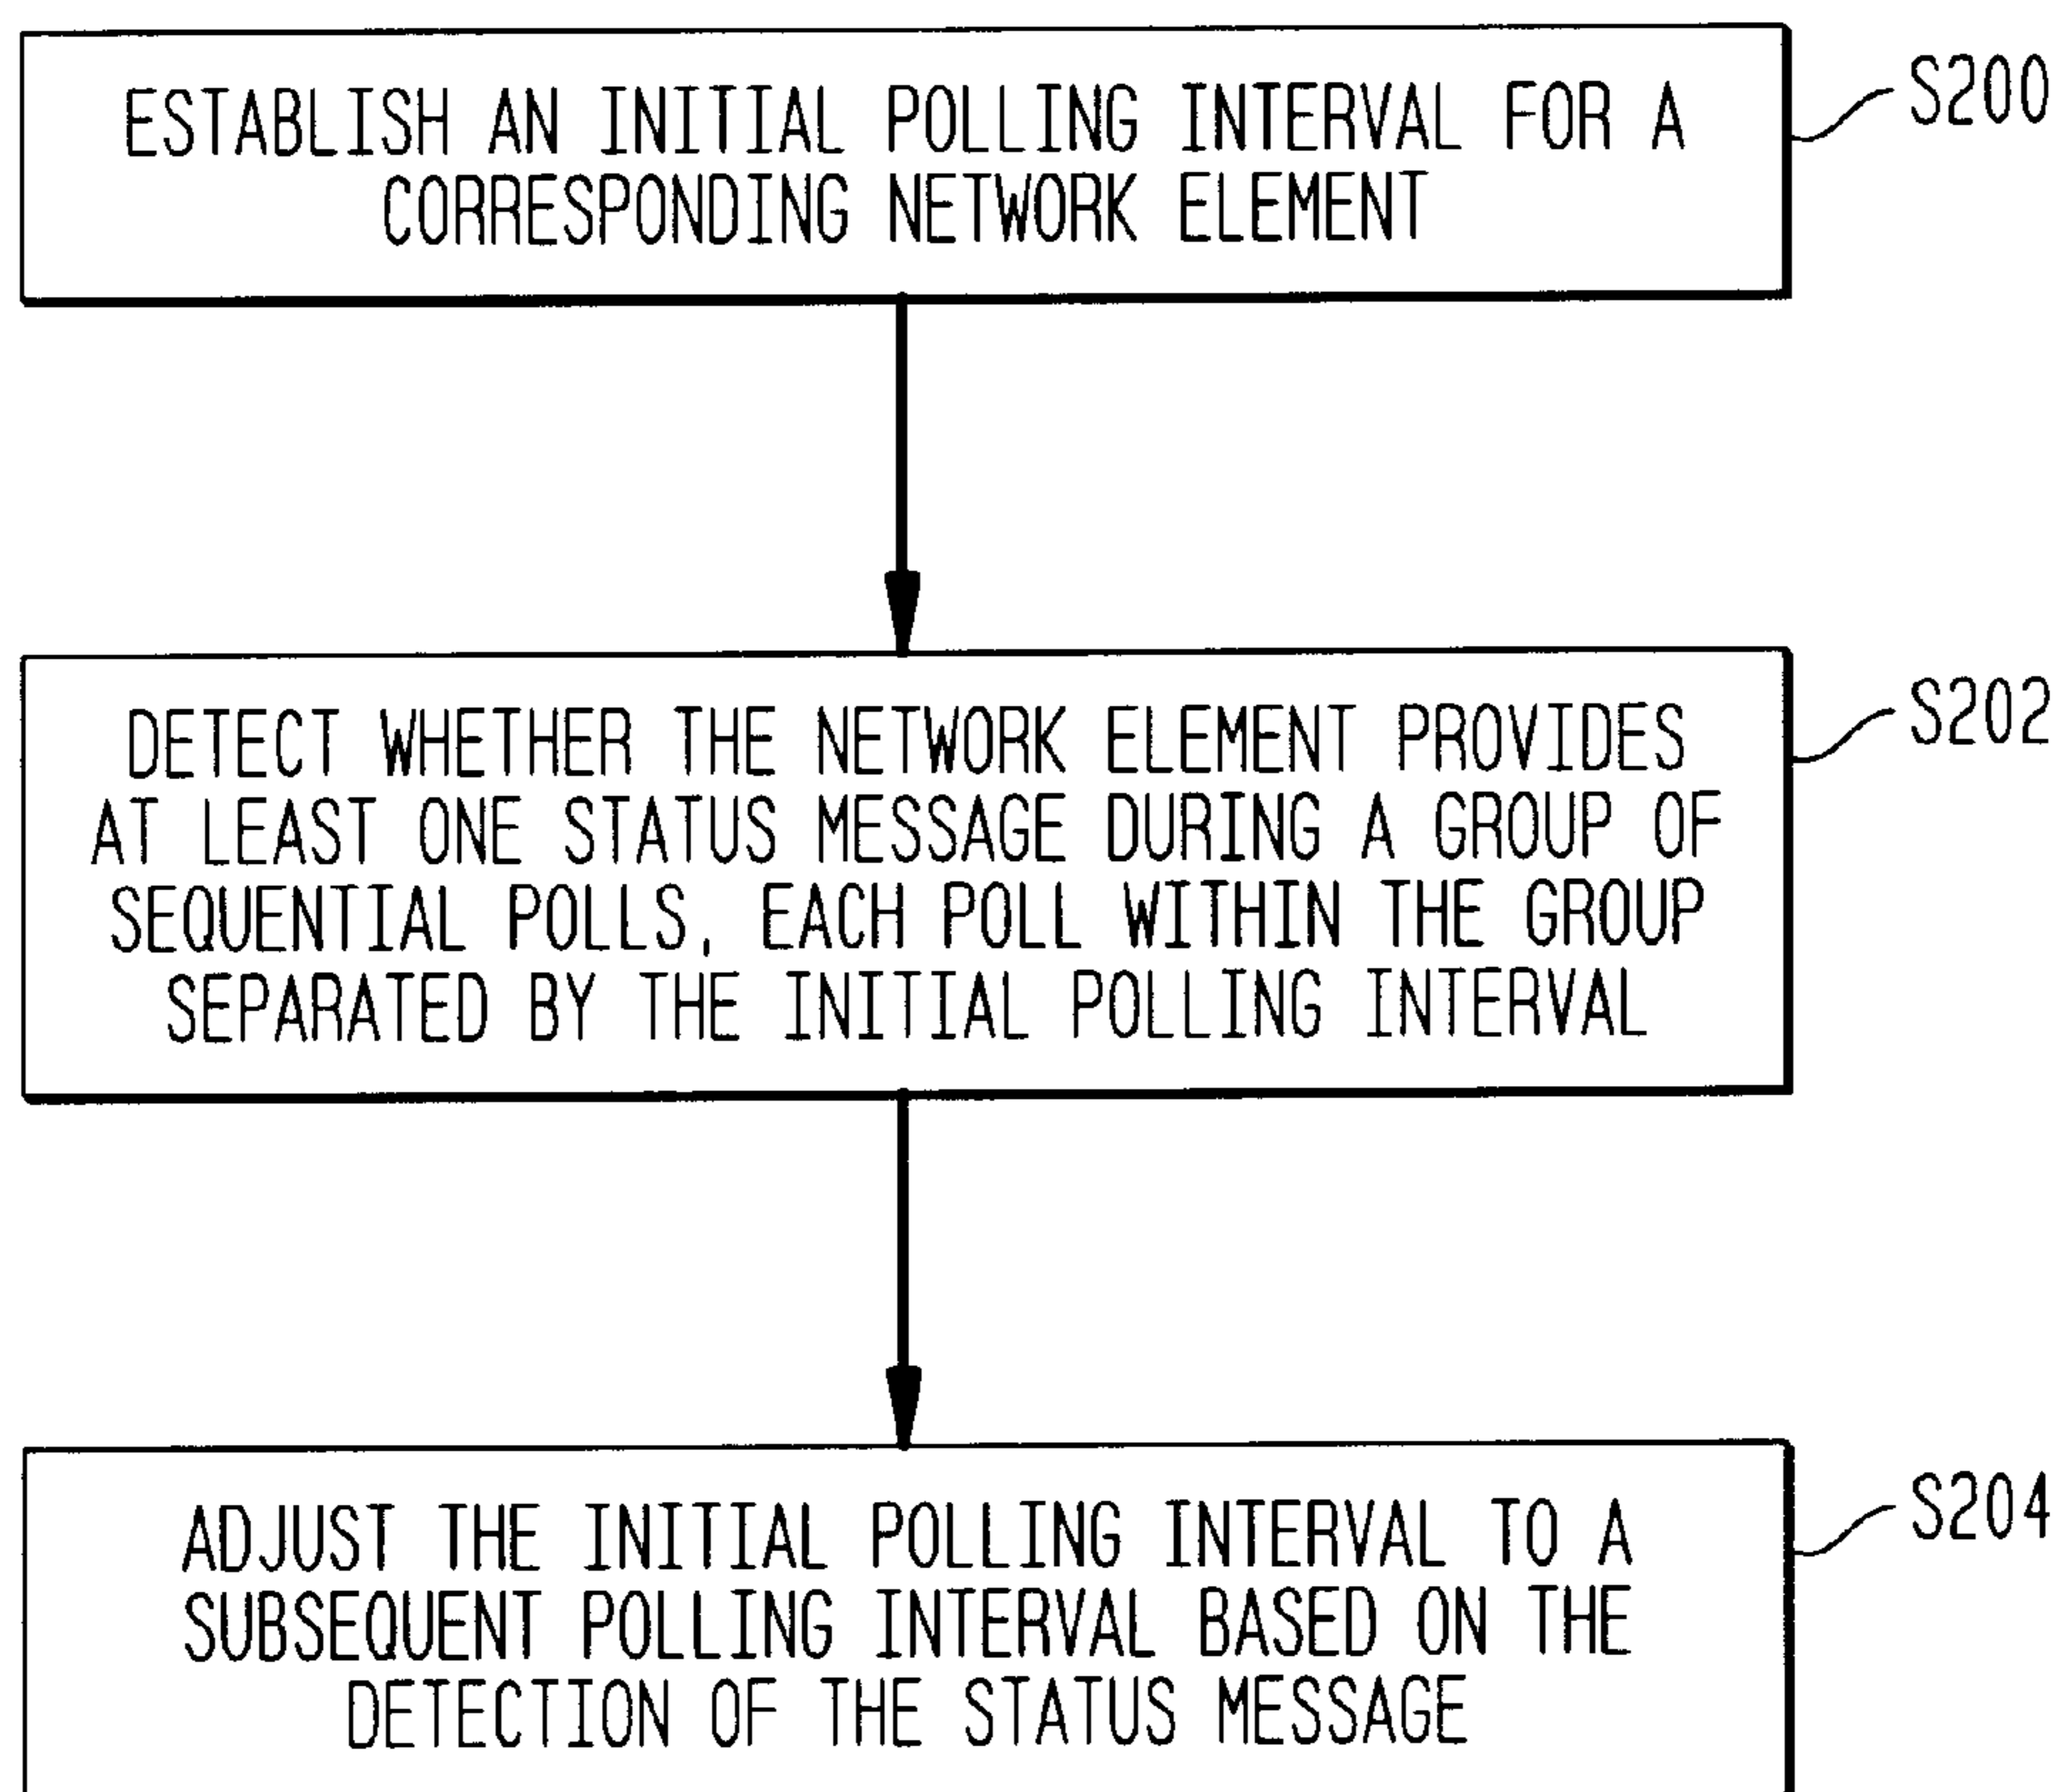 ESTABLISH AN INITIAL POLLING INTERVAL FOR A
CORRESPONDING NETWORK ELEMENT
S200
DETECT WHETHER THE NETWORK ELEMENT PROVIDES
AT LEAST ONE STATUS MESSAGE DURING A GROUP OF
SEQUENTIAL POLLS, EACH POLL WITHIN THE GROUP
SEPARATED BY THE INITIAL POLLING INTERVAL
S202
ADJUST THE INITIAL POLLING INTERVAL TO A
SUBSEQUENT POLLING INTERVAL BASED ON THE
DETECTION OF THE STATUS MESSAGE
S204